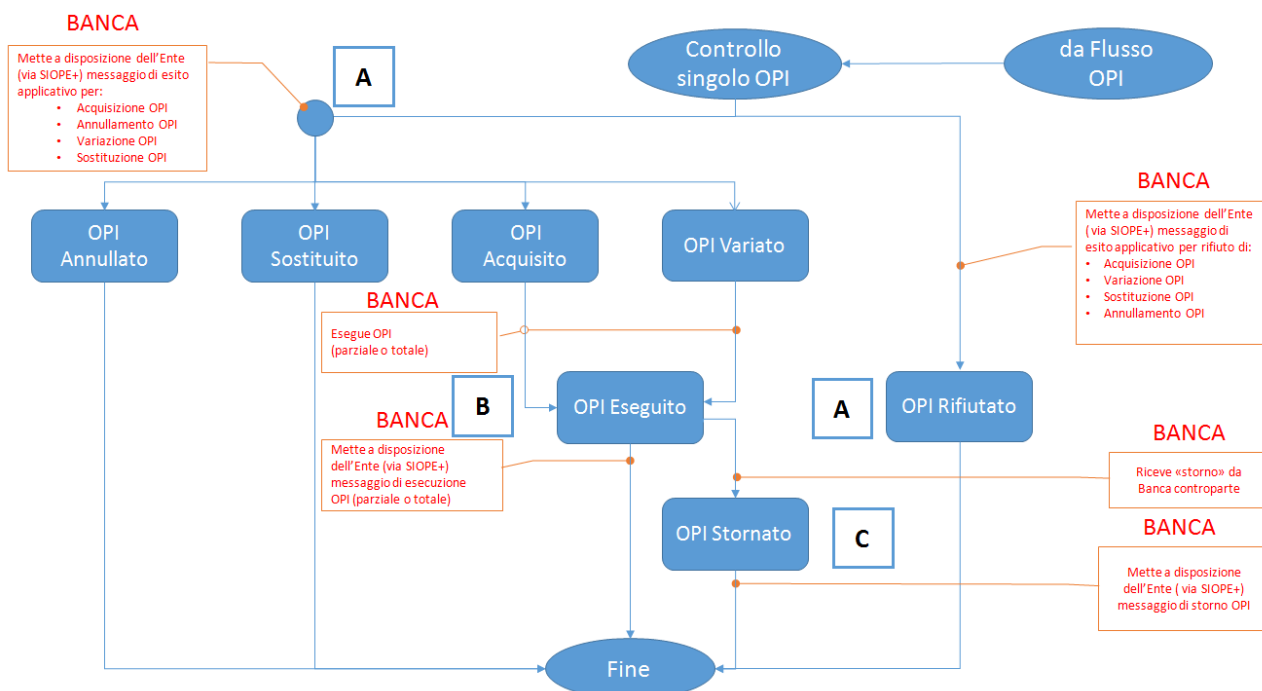 BANCA
Mette a disposizione dell'Ente
(via SIOPE+) messaggio di esito
applicativo per:
• Acquisizione OPI
• Annullamento OPI
• Variazione OPI
• Sostituzione OPI
A
Controllo
singolo OPI
da Flusso
OPI
OPI
Annullato
OPI
Sostituito
OPI
Acquisito
OPI Variato
BANCA
Mette a disposizione dell'Ente
( via SIOPE+) messaggio di
esito applicativo per rifiuto di:
• Acquisizione OPI
• Variazione OPI
• Sostituzione OPI
• Annullamento OPI
BANCA
Esegue OPI
(parziale o totale)
B
OPI Eseguito
A
OPI Rifiutato
BANCA
Mette a disposizione
dell'Ente (via SIOPE+)
messaggio di esecuzione
OPI (parziale o totale)
BANCA
Riceve «storno» da
Banca controparte
OPI Stornato
C
BANCA
Mette a disposizione
dell'Ente ( via SIOPE+)
messaggio di storno OPI
Fine